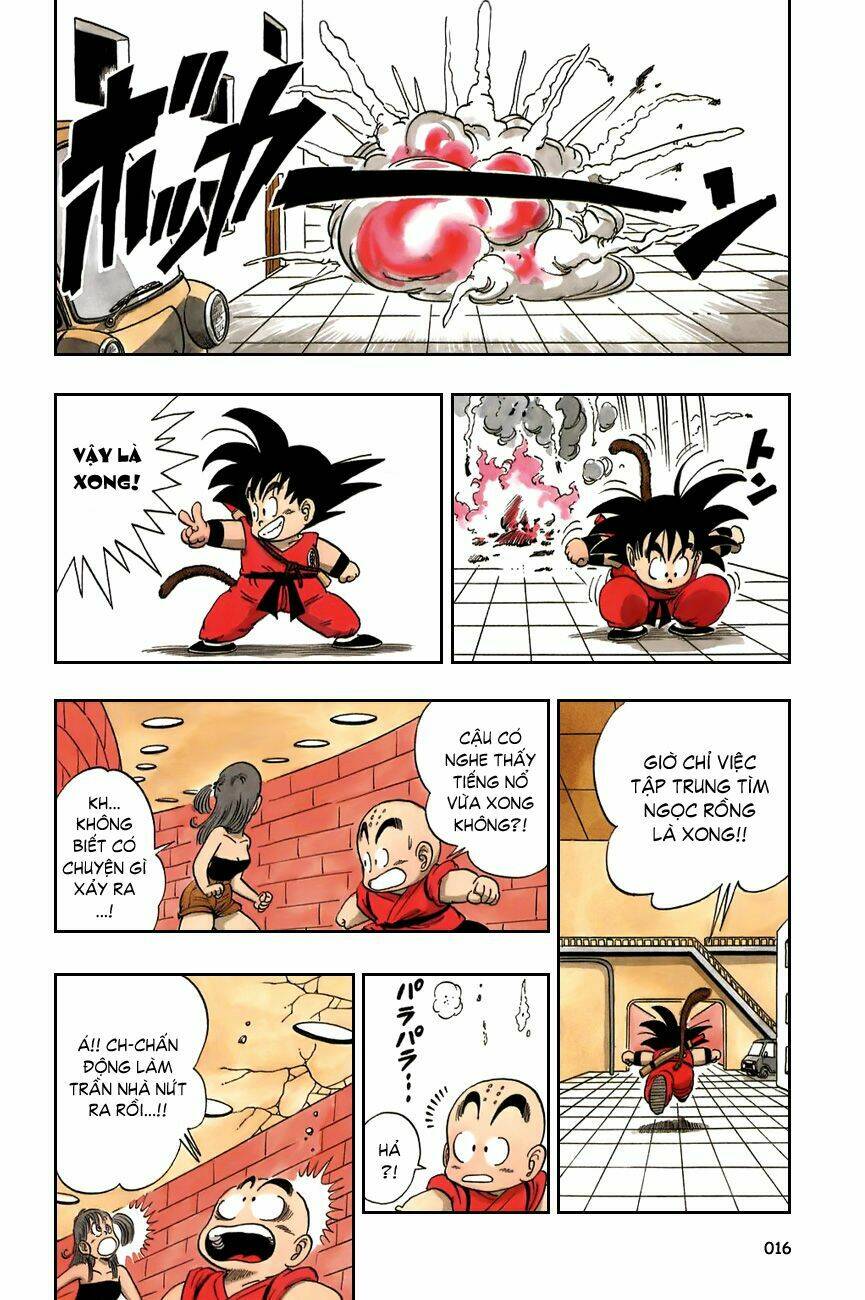 ボッカーン
VẬY LÀ
XONG!
トン
CẬU CÓ
NGHE THẤY
TIẾNG NỔ
VỪA XONG
KHÔNG?!
KH...
KHÔNG
BIẾT CÓ
CHUYỆN GÌ
XẢY RA
...!
GIỜ CHỈ VIỆC
TẬP TRUNG TÌM
NGỌC RỒNG
LÀ XONG!!
Á!! CH-CHẤN
ĐỘNG LÀM
TRẦN NHÀ NỨT
RA RỒI...!!
パラパラ...
HẢ
?!
016